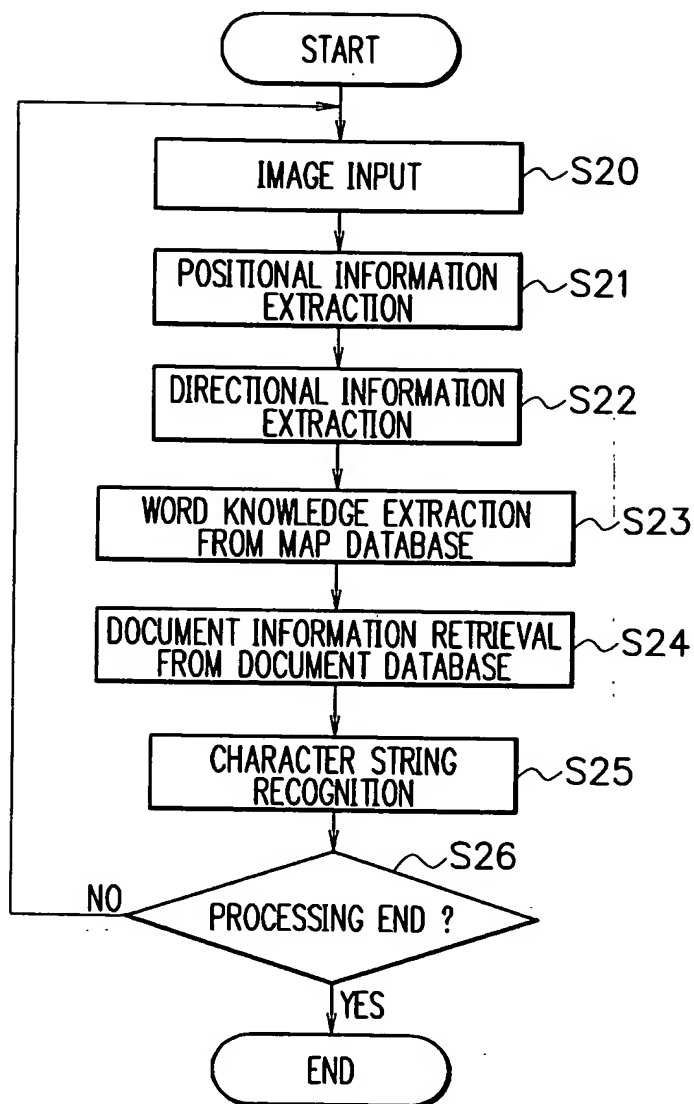 START
IMAGE INPUT
S20
POSITIONAL INFORMATION
EXTRACTION
S21
DIRECTIONAL INFORMATION
EXTRACTION
S22
WORD KNOWLEDGE EXTRACTION
FROM MAP DATABASE
S23
DOCUMENT INFORMATION RETRIEVAL
FROM DOCUMENT DATABASE
S24
CHARACTER STRING
RECOGNITION
S25
S26
NO
PROCESSING END ?
YES
END